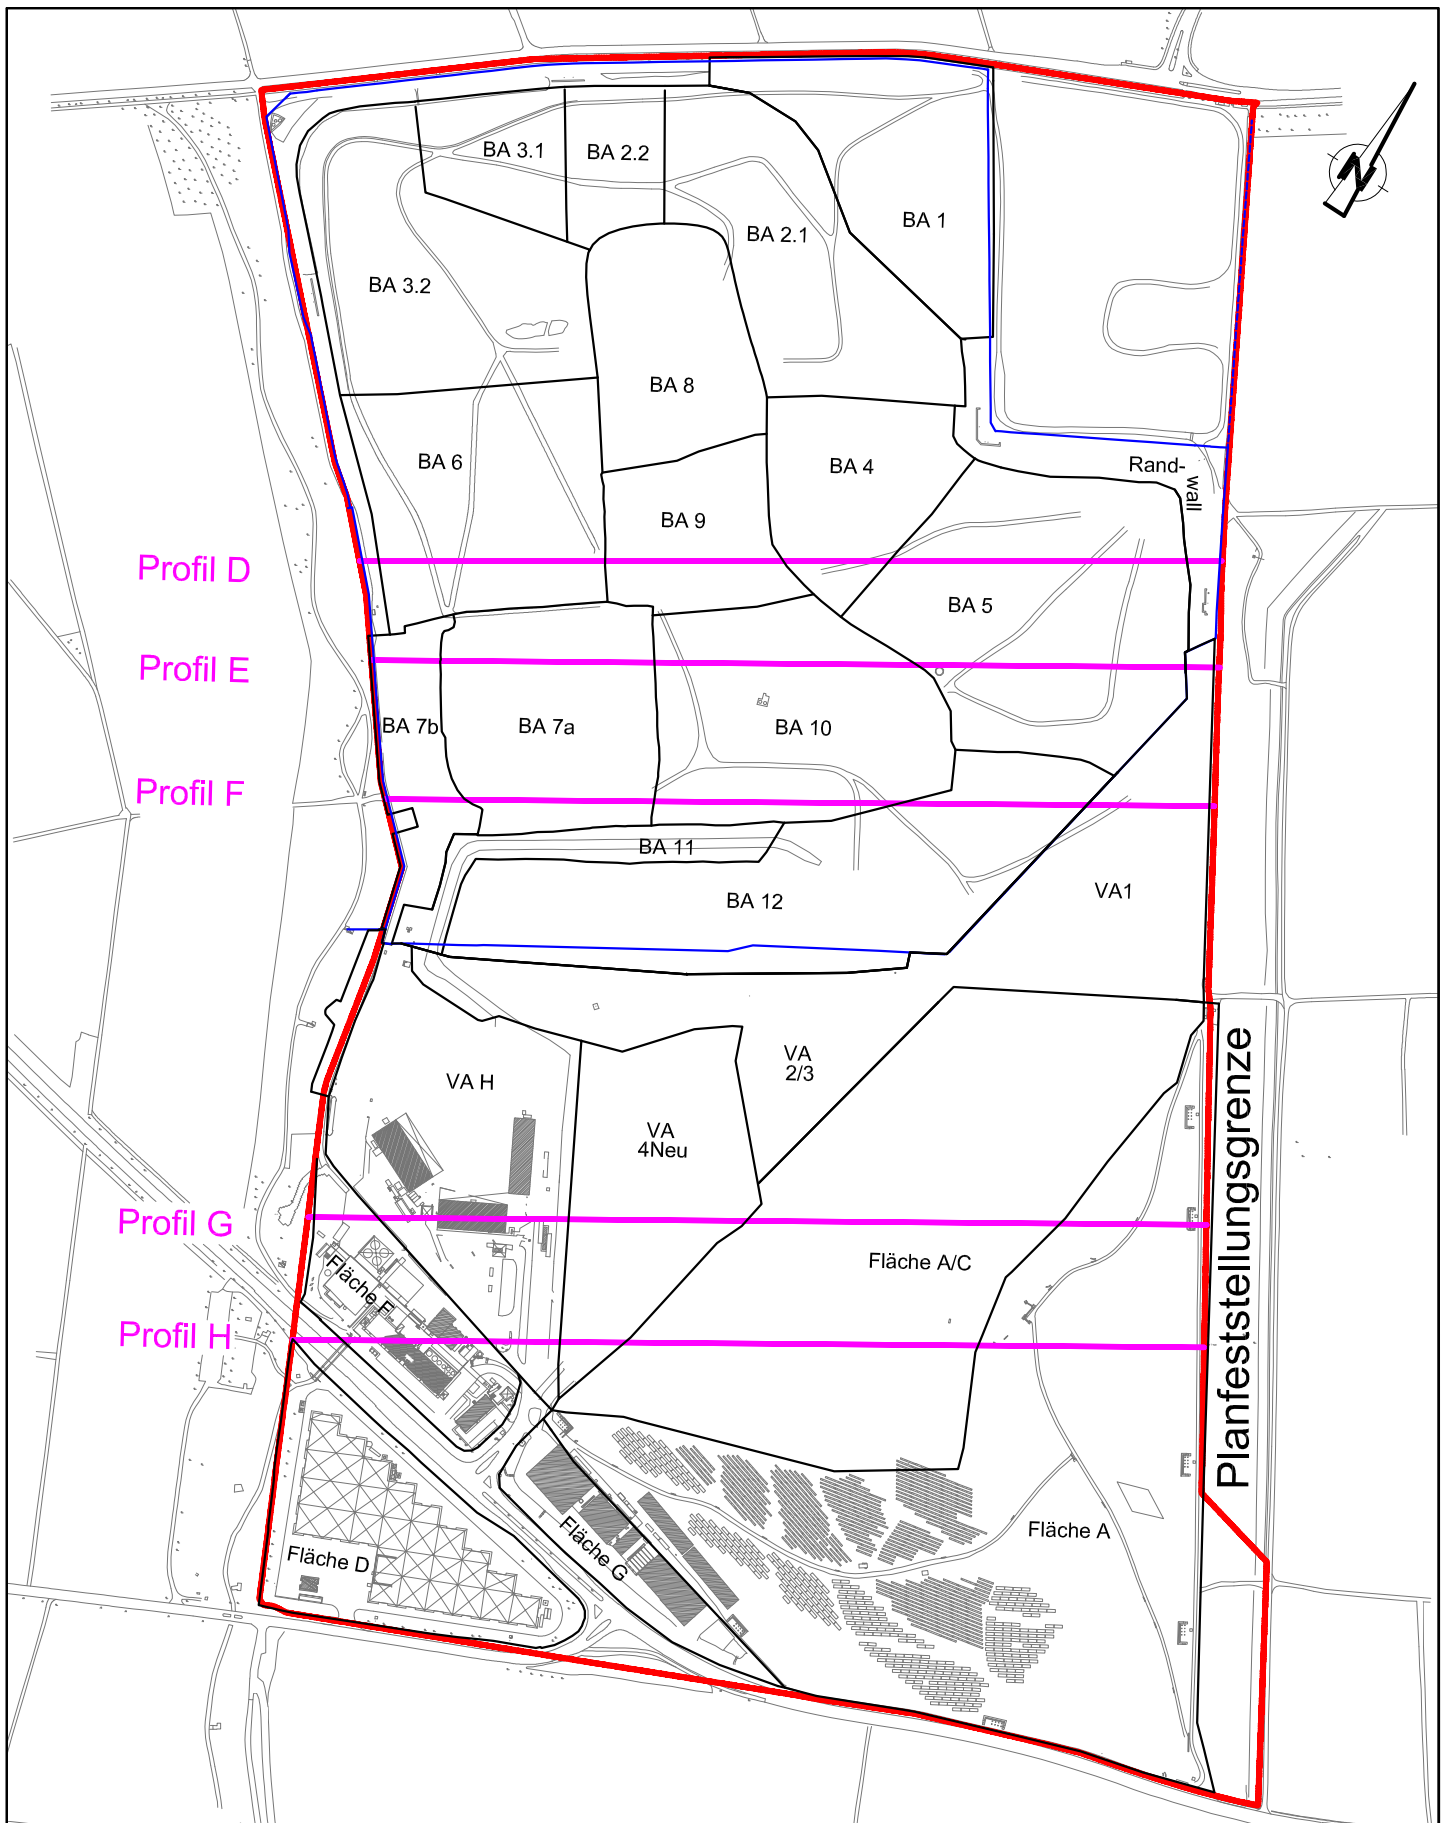 BA 3.1
BA 2.2
N
BA 1
BA 2.1
BA 3.2
BA 8
BA 6
BA 4
Rand-
wall
BA 9
Profil D
BA 5
Profil E
BA 7b
BA 7a
BA 10
Profil F
BA 11
BA 12
VA1
VA
2/3
VA H
VA
4Neu
Planfeststellungsgrenze
Profil G
Fläche A/C
Fläche F
Profil H
Fläche A
Fläche G
Fläche D